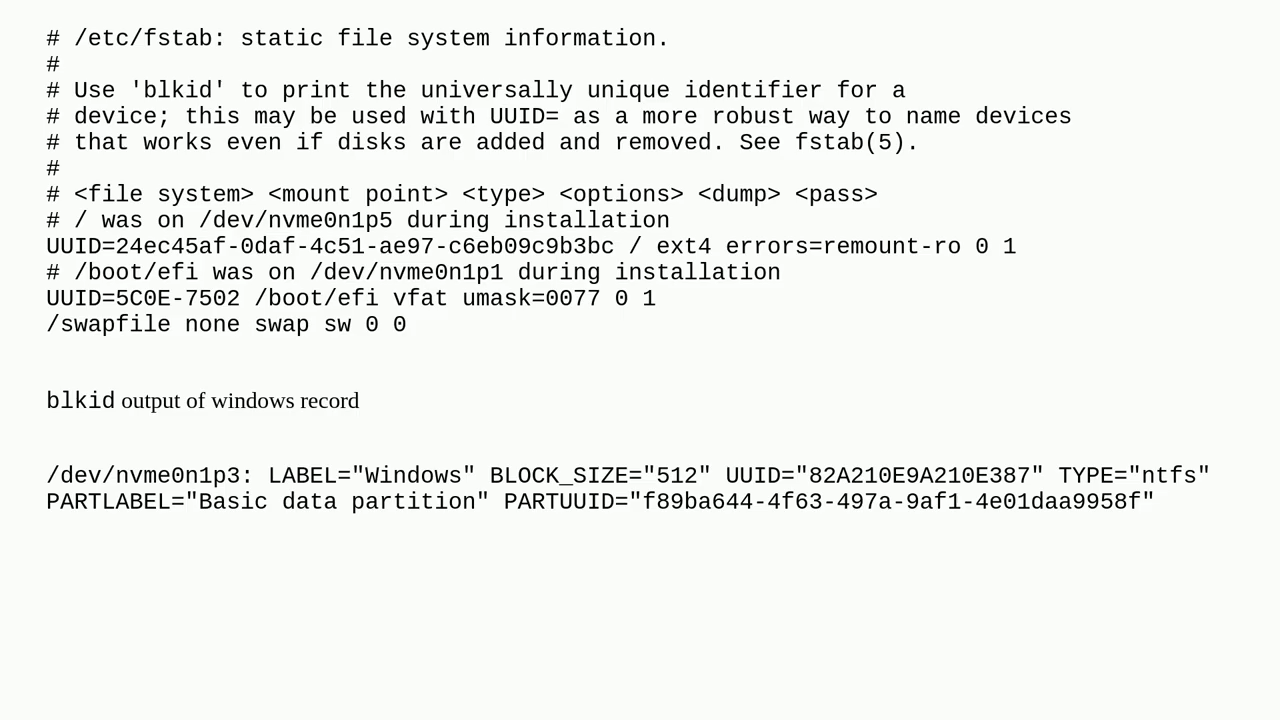 # /etc/fstab: static file system information.
#
# Use 'blkid' to print the universally unique identifier for a
# device; this may be used with UUID= as a more robust way to name devices
# that works even if disks are added and removed. See fstab(5).
#
# <file system> <mount point> <type> <options> <dump> <pass>
# / was on /dev/nvme0n1p5 during installation
UUID=24ec45af-0daf-4c51-ae97-c6eb09c9b3bc / ext4 errors=remount-ro 0 1
# /boot/efi was on /dev/nvme0n1p1 during installation
UUID=5C0E-7502 /boot/efi vfat umask=0077 0 1
/swapfile none swap sw 0 0
blkid output of windows record
/dev/nvme0n1p3: LABEL="Windows" BLOCK_SIZE="512" UUID="82A210E9A210E387" TYPE="ntfs"
PARTLABEL="Basic data partition" PARTUUID="f89ba644-4f63-497a-9af1-4e01daa9958f"